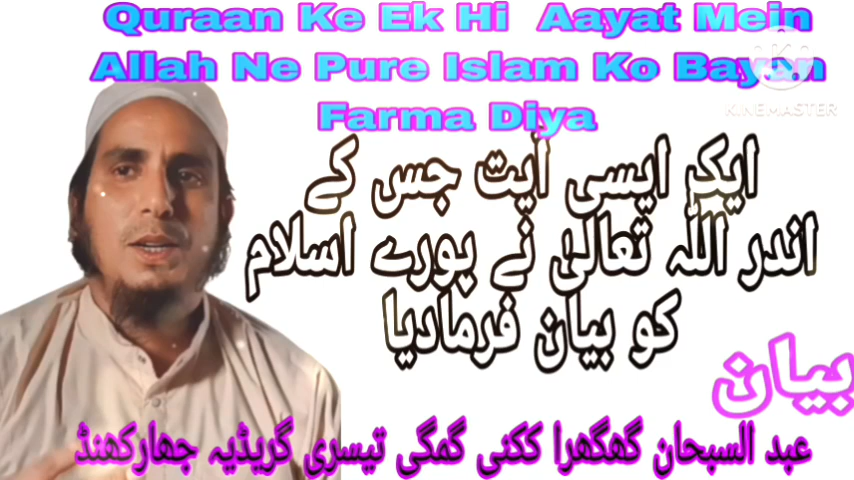 Quraan Ke Ek Hi Aayat Mein
Allah Ne Pure Islam Ko Bayan
Farma Diya
KINEMASTER
ایک ایسی آیت جس کے
اندر اللہ تعالیٰ نے پورے اسلام
کو بیان فرمادیا
بیان
عبد السبحان گھگھرا ککنی گمگی تیسری گریڈیہ جھارکھنڈ